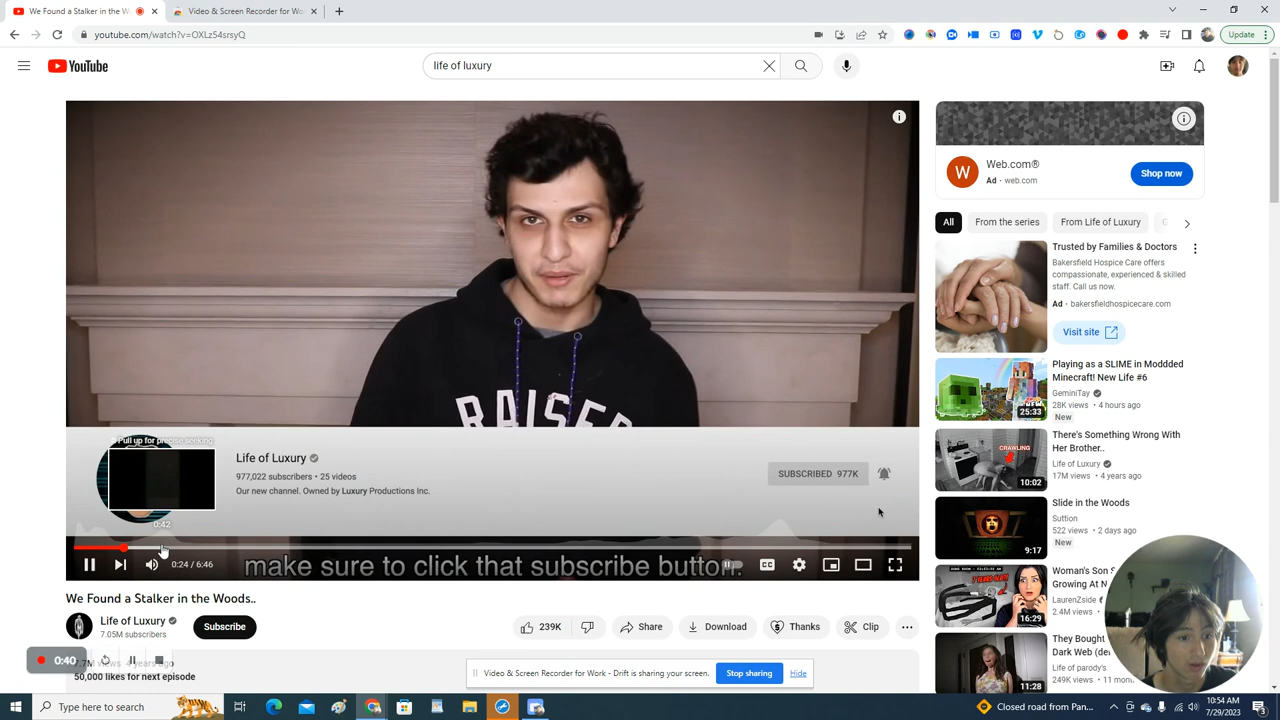 We Found a Stalker in the W
Video & Screen Recorder for Wo
youtube.com/watch?v=OXLz54srsyQ
Update
YouTube
life of luxury
Web.com®
Ad · web.com
Shop now
All
From the series
From Life of Luxury
Trusted by Families & Doctors
Bakersfield Hospice Care offers
compassionate, experienced & skilled
staff. Call us now.
Ad · bakersfieldhospicecare.com
Visit site
Playing as a SLIME in Moddded
Minecraft! New Life #6
GeminiTay
28K views · 4 hours ago
New
25:33
There's Something Wrong With
Her Brother..
Life of Luxury
17M views · 4 years ago
CRAWLING
10:02
Slide in the Woods
Suttion
522 views · 2 days ago
New
9:17
Woman's Son S
Growing At N
LaurenZside
2.4M views
16:29
They Bought
Dark Web (de
Life of parody's
249K views · 11 mon
11:28
RAISED
Pull up for precise seeking
Life of Luxury
977,022 subscribers • 25 videos
Our new channel. Owned by Luxury Productions Inc.
SUBSCRIBED 977K
0:42
0:24 / 6:46
make sure to click that subscribe button.
We Found a Stalker in the Woods..
Life of Luxury
7.05M subscribers
Subscribe
239K
Share
Download
Thanks
Clip
0:40
views 4 years ago
50,000 likes for next episode
Video & Screen Recorder for Work - Drift is sharing your screen.
Stop sharing
Hide
Type here to search
Closed road from Pan...
10:54 AM
7/29/2023